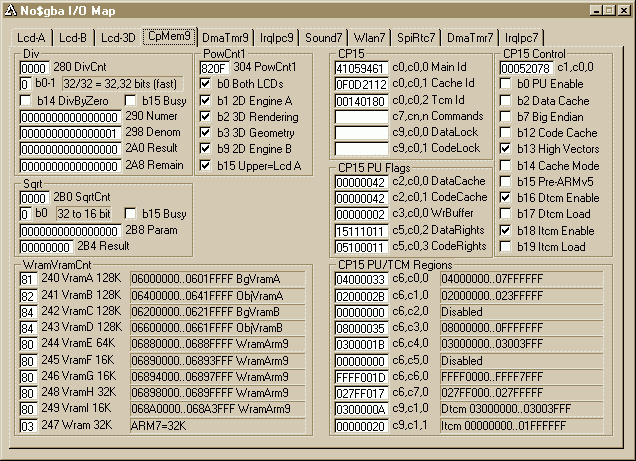 No$gba I/O Map
Lcd-A Lcd-B Lcd-3D CpMem9 DmaTmr9 IrqIpc9 Sound7 Wlan7 SpiRtc7 DmaTmr7 IrqIpc7
Div
0000 280 DivCnt
0 b0-1 32/32 = 32,32 bits (fast)
b14 DivByZero b15 Busy
0000000000000000 290 Numer
0000000000000001 298 Denom
0000000000000000 2A0 Result
0000000000000000 2A8 Remain
Sqrt
0000 2B0 SqrtCnt
0 b0 32 to 16 bit b15 Busy
0000000000000000 2B8 Param
00000000 2B4 Result
PowCnt1
820F 304 PowCnt1
b0 Both LCDs
b1 2D Engine A
b2 3D Rendering
b3 3D Geometry
b9 2D Engine B
b15 Upper=Lcd A
CP15
41059461 c0,c0,0 Main Id
0F0D2112 c0,c0,1 Cache Id
00140180 c0,c0,2 Tcm Id
c7,cn,n Commands
c9,c0,0 DataLock
c9,c0,1 CodeLock
CP15 PU Flags
00000042 c2,c0,0 DataCache
00000042 c2,c0,1 CodeCache
00000002 c3,c0,0 WrBuffer
15111011 c5,c0,2 DataRights
05100011 c5,c0,3 CodeRights
CP15 Control
00052078 c1,c0,0
b0 PU Enable
b2 Data Cache
b7 Big Endian
b12 Code Cache
b13 High Vectors
b14 Cache Mode
b15 Pre-ARMv5
b16 Dtcm Enable
b17 Dtcm Load
b18 Itcm Enable
b19 Itcm Load
WramVramCnt
81 240 VramA 128K 06000000..0601FFFF BgVramA
82 241 VramB 128K 06400000..0641FFFF ObjVramA
84 242 VramC 128K 06200000..0621FFFF BgVramB
84 243 VramD 128K 06600000..0661FFFF ObjVramB
80 244 VramE 64K 06880000..0688FFFF WramArm9
80 245 VramF 16K 06890000..06893FFF WramArm9
80 246 VramG 16K 06894000..06897FFF WramArm9
80 248 VramH 32K 06898000..0689FFFF WramArm9
80 249 VramI 16K 068A0000..068A3FFF WramArm9
03 247 Wram 32K ARM7=32K
CP15 PU/TCM Regions
04000033 c6,c0,0 04000000..07FFFFFF
0200002B c6,c1,0 02000000..023FFFFF
00000000 c6,c2,0 Disabled
08000035 c6,c3,0 08000000..0FFFFFFF
0300001B c6,c4,0 03000000..03003FFF
00000000 c6,c5,0 Disabled
FFFF001D c6,c6,0 FFFF0000..FFFF7FFF
027FF017 c6,c7,0 027FF000..027FFFFF
0300000A c9,c1,0 Dtcm 03000000..03003FFF
00000020 c9,c1,1 Itcm 00000000..01FFFFFF